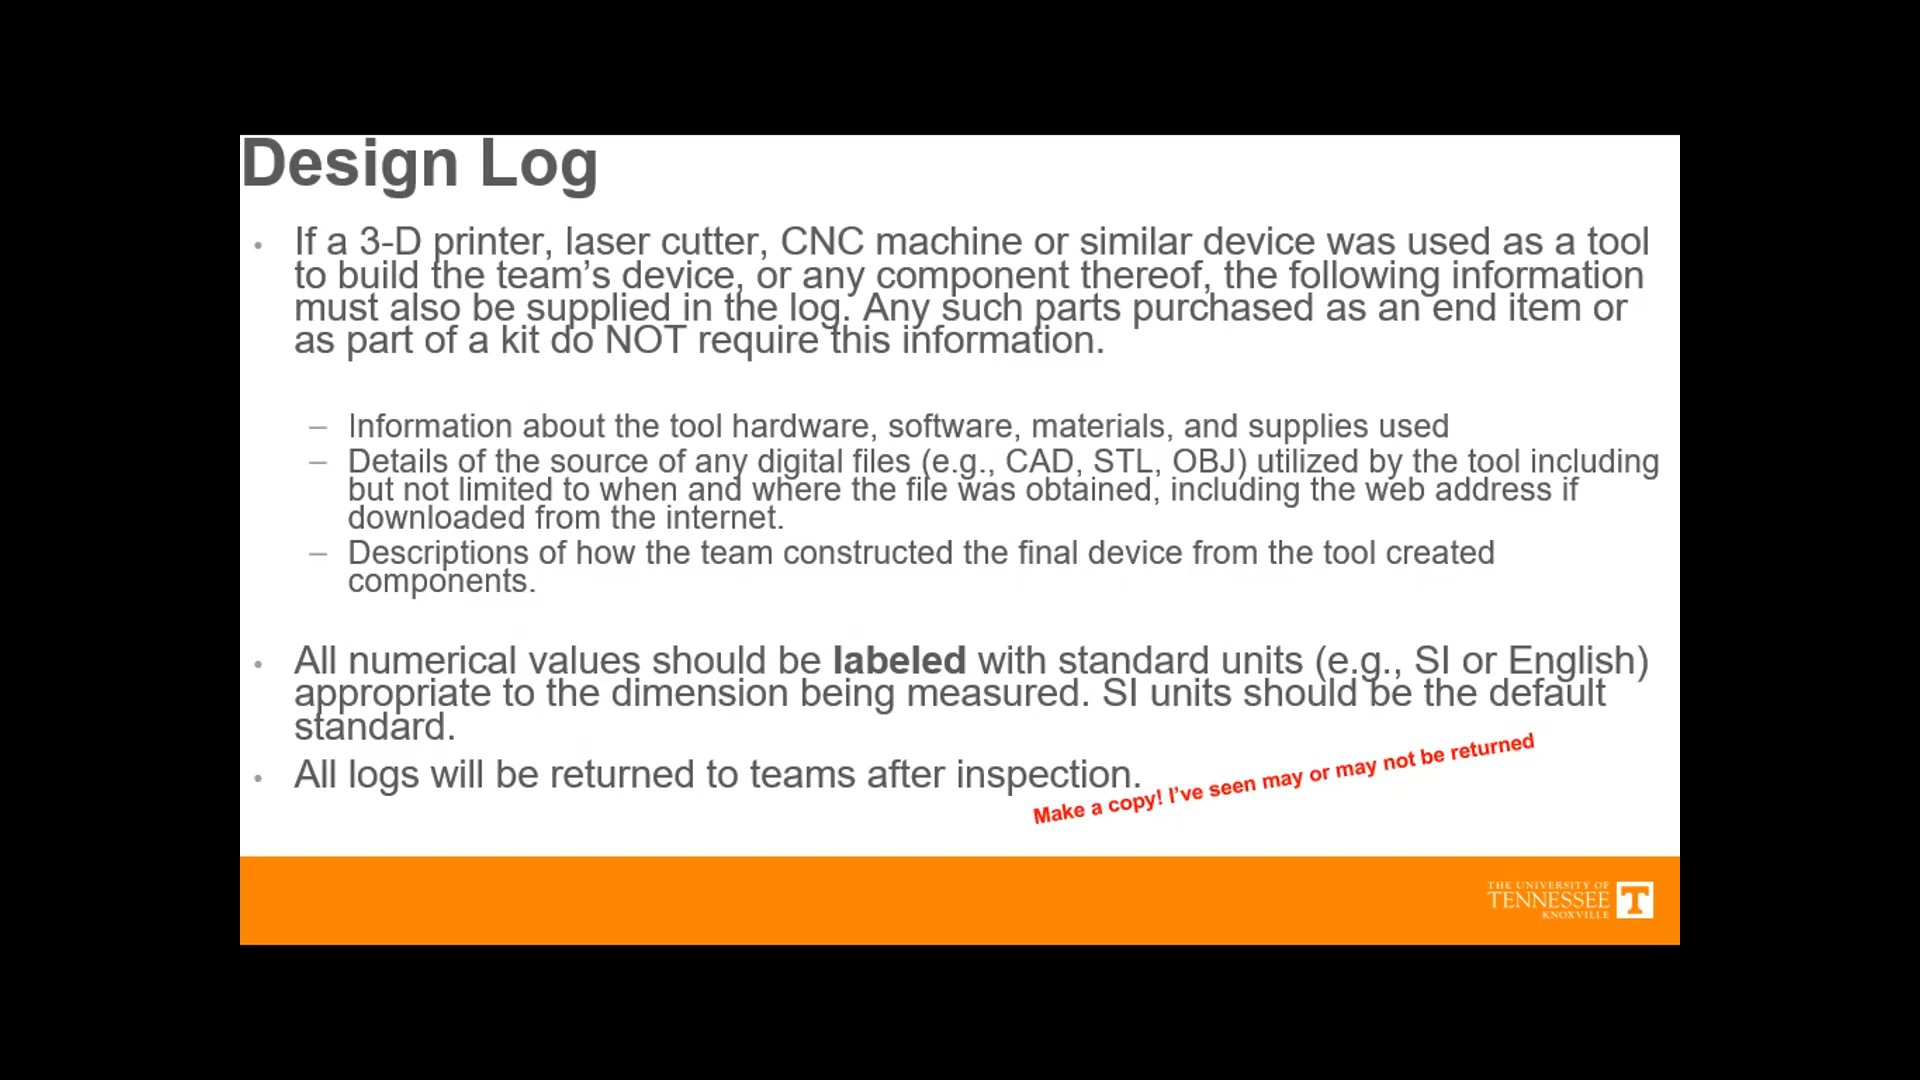 Design Log
• If a 3-D printer, laser cutter, CNC machine or similar device was used as a tool
to build the team’s device, or any component thereof, the following information
must also be supplied in the log. Any such parts purchased as an end item or
as part of a kit do NOT require this information.
– Information about the tool hardware, software, materials, and supplies used
– Details of the source of any digital files (e.g., CAD, STL, OBJ) utilized by the tool including
but not limited to when and where the file was obtained, including the web address if
downloaded from the internet.
– Descriptions of how the team constructed the final device from the tool created
components.
• All numerical values should be labeled with standard units (e.g., SI or English)
appropriate to the dimension being measured. SI units should be the default
standard.
• All logs will be returned to teams after inspection.
Make a copy! I’ve seen may or may not be returned
THE UNIVERSITY OF
TENNESSEE
KNOXVILLE
T